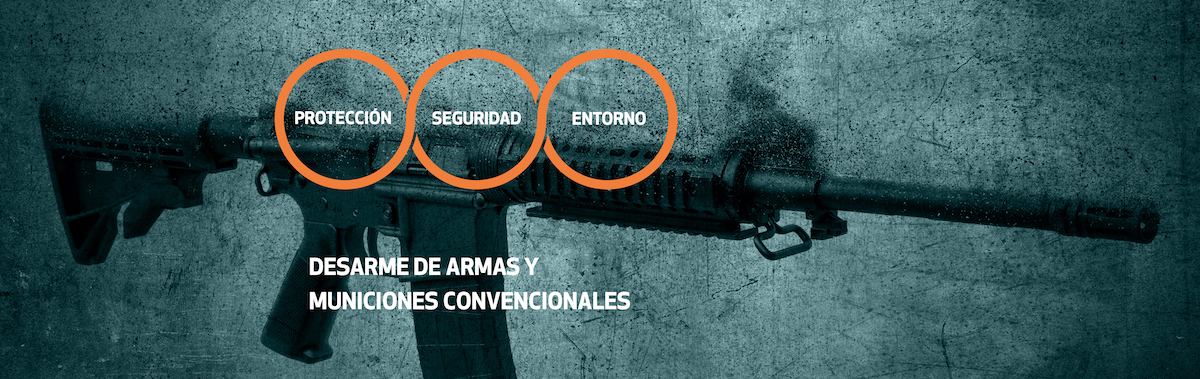 PROTECCIÓN
SEGURIDAD
ENTORNO
DESARME DE ARMAS Y
MUNICIONES CONVENCIONALES